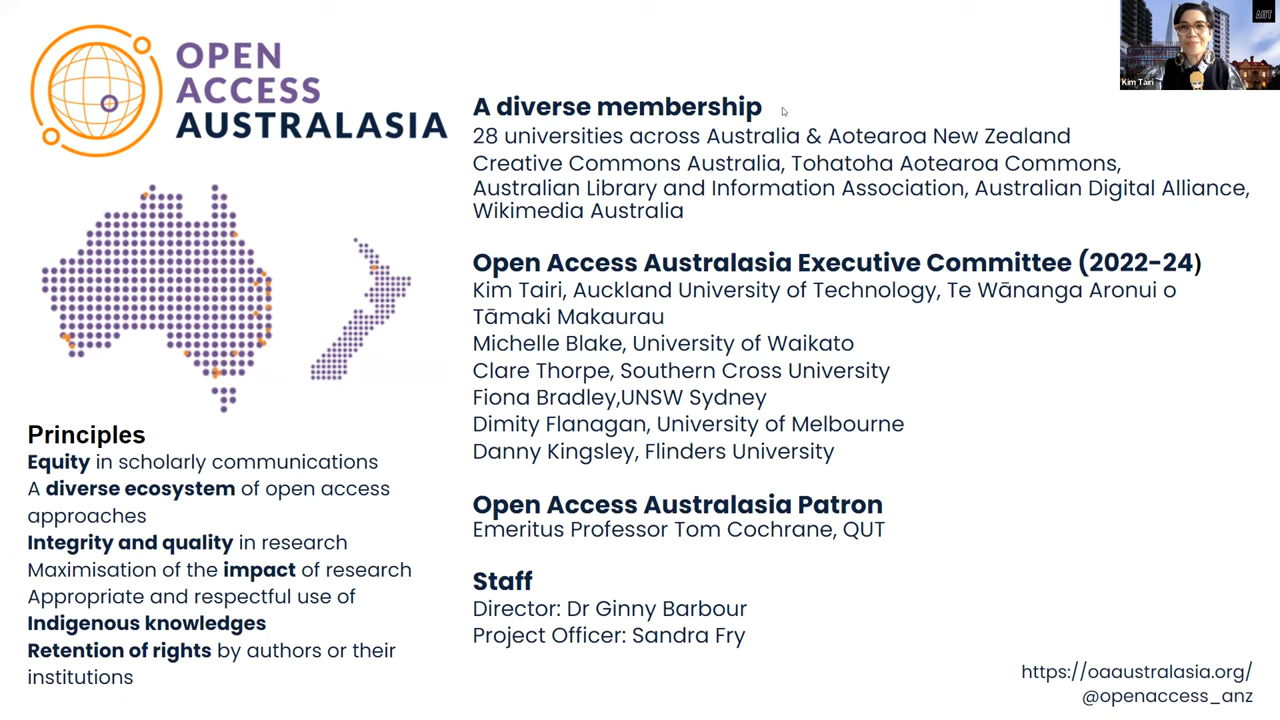 OPEN
ACCESS
AUSTRALASIA
Principles
Equity in scholarly communications
A diverse ecosystem of open access
approaches
Integrity and quality in research
Maximisation of the impact of research
Appropriate and respectful use of
Indigenous knowledges
Retention of rights by authors or their
institutions
A diverse membership
28 universities across Australia & Aotearoa New Zealand
Creative Commons Australia, Tohatoha Aotearoa Commons,
Australian Library and Information Association, Australian Digital Alliance,
Wikimedia Australia
Open Access Australasia Executive Committee (2022-24)
Kim Tairi, Auckland University of Technology, Te Wānanga Aronui o
Tāmaki Makaurau
Michelle Blake, University of Waikato
Clare Thorpe, Southern Cross University
Fiona Bradley,UNSW Sydney
Dimity Flanagan, University of Melbourne
Danny Kingsley, Flinders University
Open Access Australasia Patron
Emeritus Professor Tom Cochrane, QUT
Staff
Director: Dr Ginny Barbour
Project Officer: Sandra Fry
https://oaaustralasia.org/
@openaccess_anz
AUT
Kim Tairi